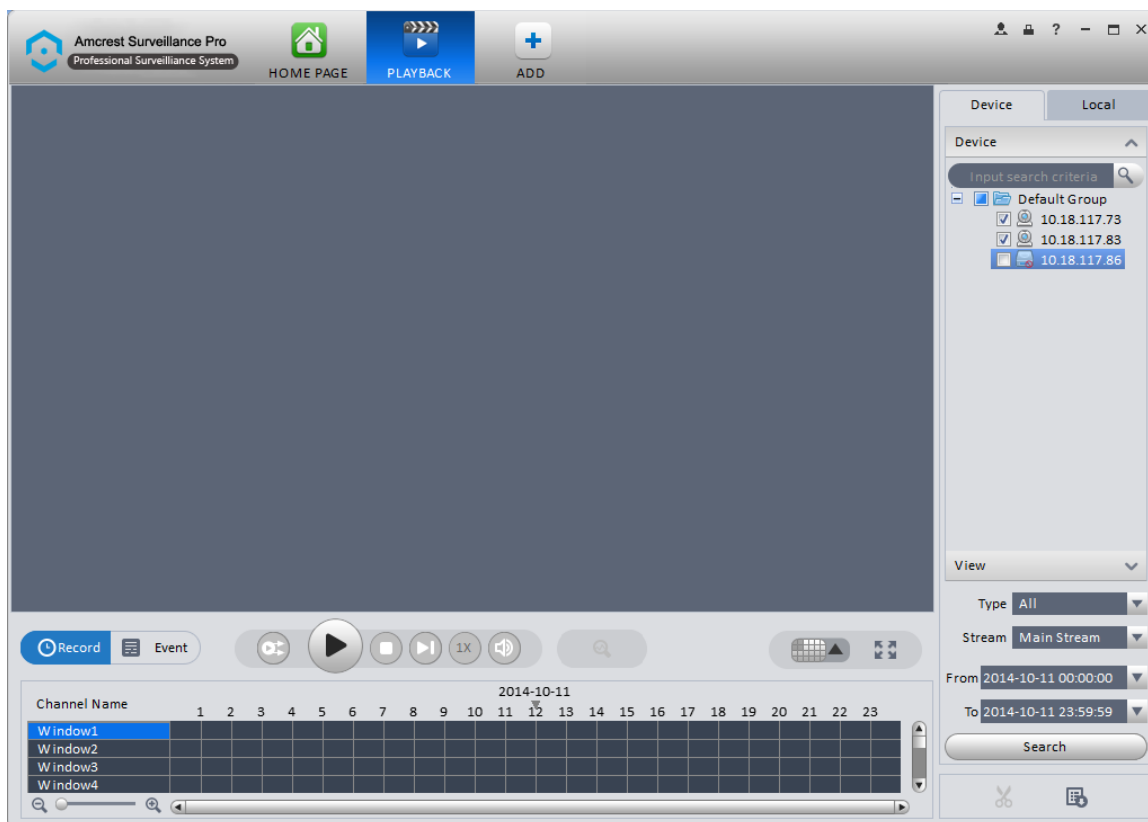 Amcrest Surveillance Pro
Professional Surveillance System
HOME PAGE
PLAYBACK
ADD
?
Device
Local
Device
Input search criteria
Default Group
10.18.117.73
10.18.117.83
10.18.117.86
View
Type All
Stream Main Stream
From 2014-10-11 00:00:00
To 2014-10-11 23:59:59
Search
Record
Event
1X
2014-10-11
Channel Name
1 2 3 4 5 6 7 8 9 10 11 12 13 14 15 16 17 18 19 20 21 22 23
Window1
Window2
Window3
Window4